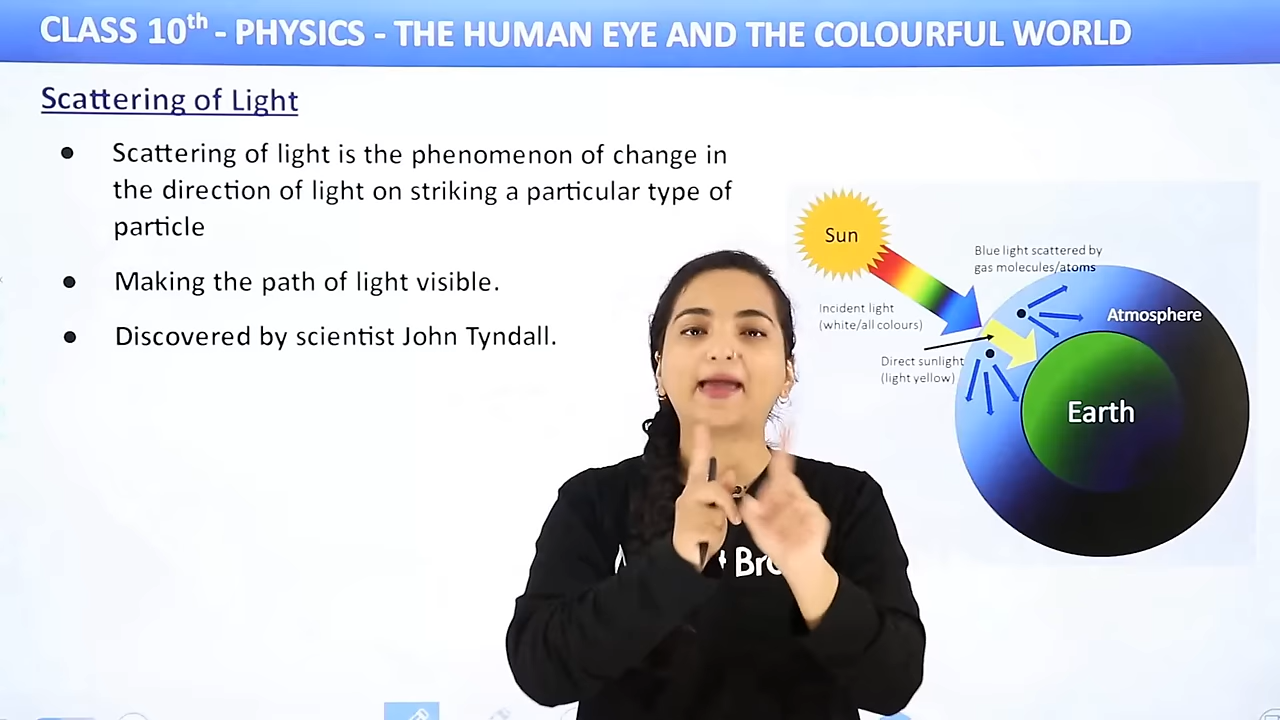 CLASS 10th - PHYSICS - THE HUMAN EYE AND THE COLOURFUL WORLD
Scattering of Light
● Scattering of light is the phenomenon of change in
the direction of light on striking a particular type of
particle
● Making the path of light visible.
● Discovered by scientist John Tyndall.
Sun
Blue light scattered by
gas molecules/atoms
Incident light
(white/all colours)
Atmosphere
Direct sunlight
(light yellow)
Earth